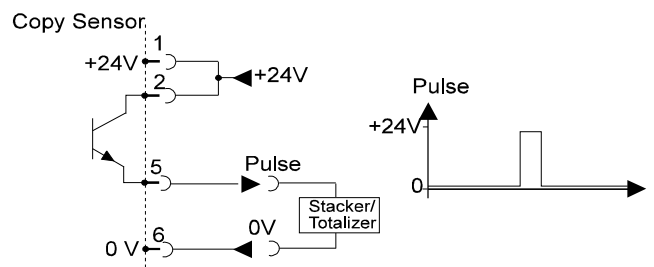 Copy Sensor
1
+24V
+24V
2
5
Pulse
Stacker/
Totalizer
6
0V
0 V
Pulse
+24V
0